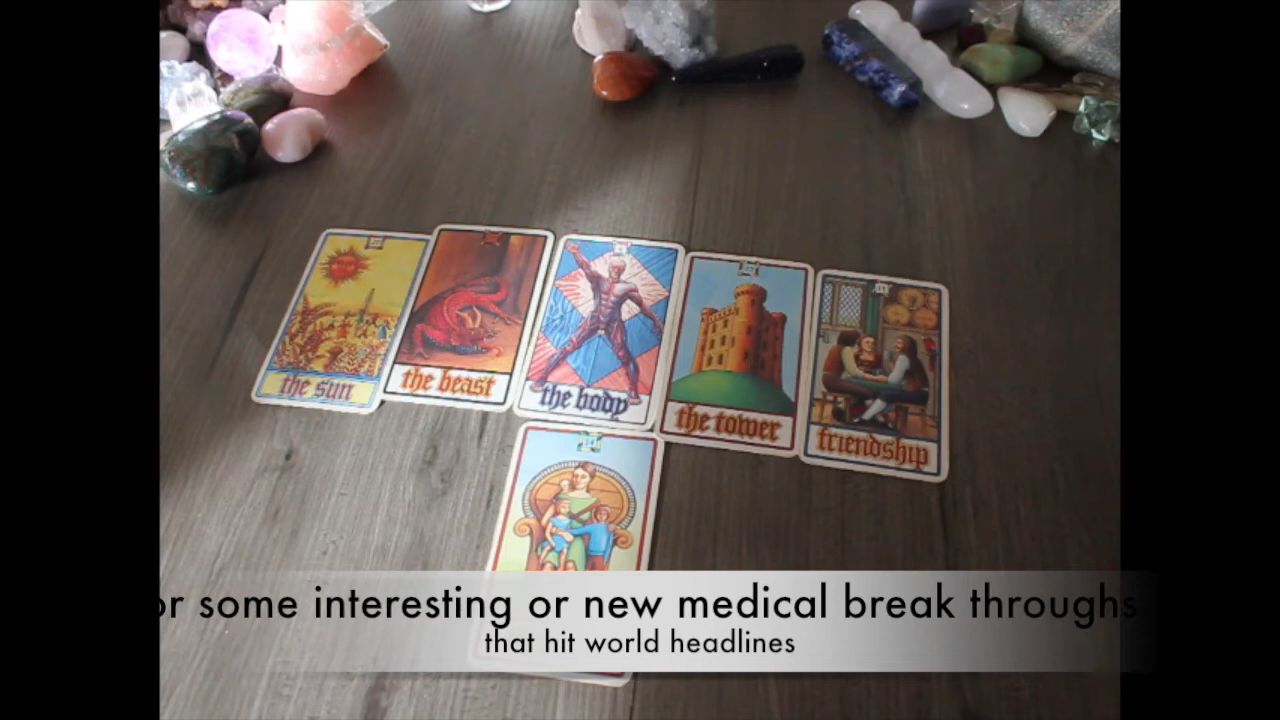 the sun
the beast
the body
the tower
friendship
or some interesting or new medical break throughs
that hit world headlines